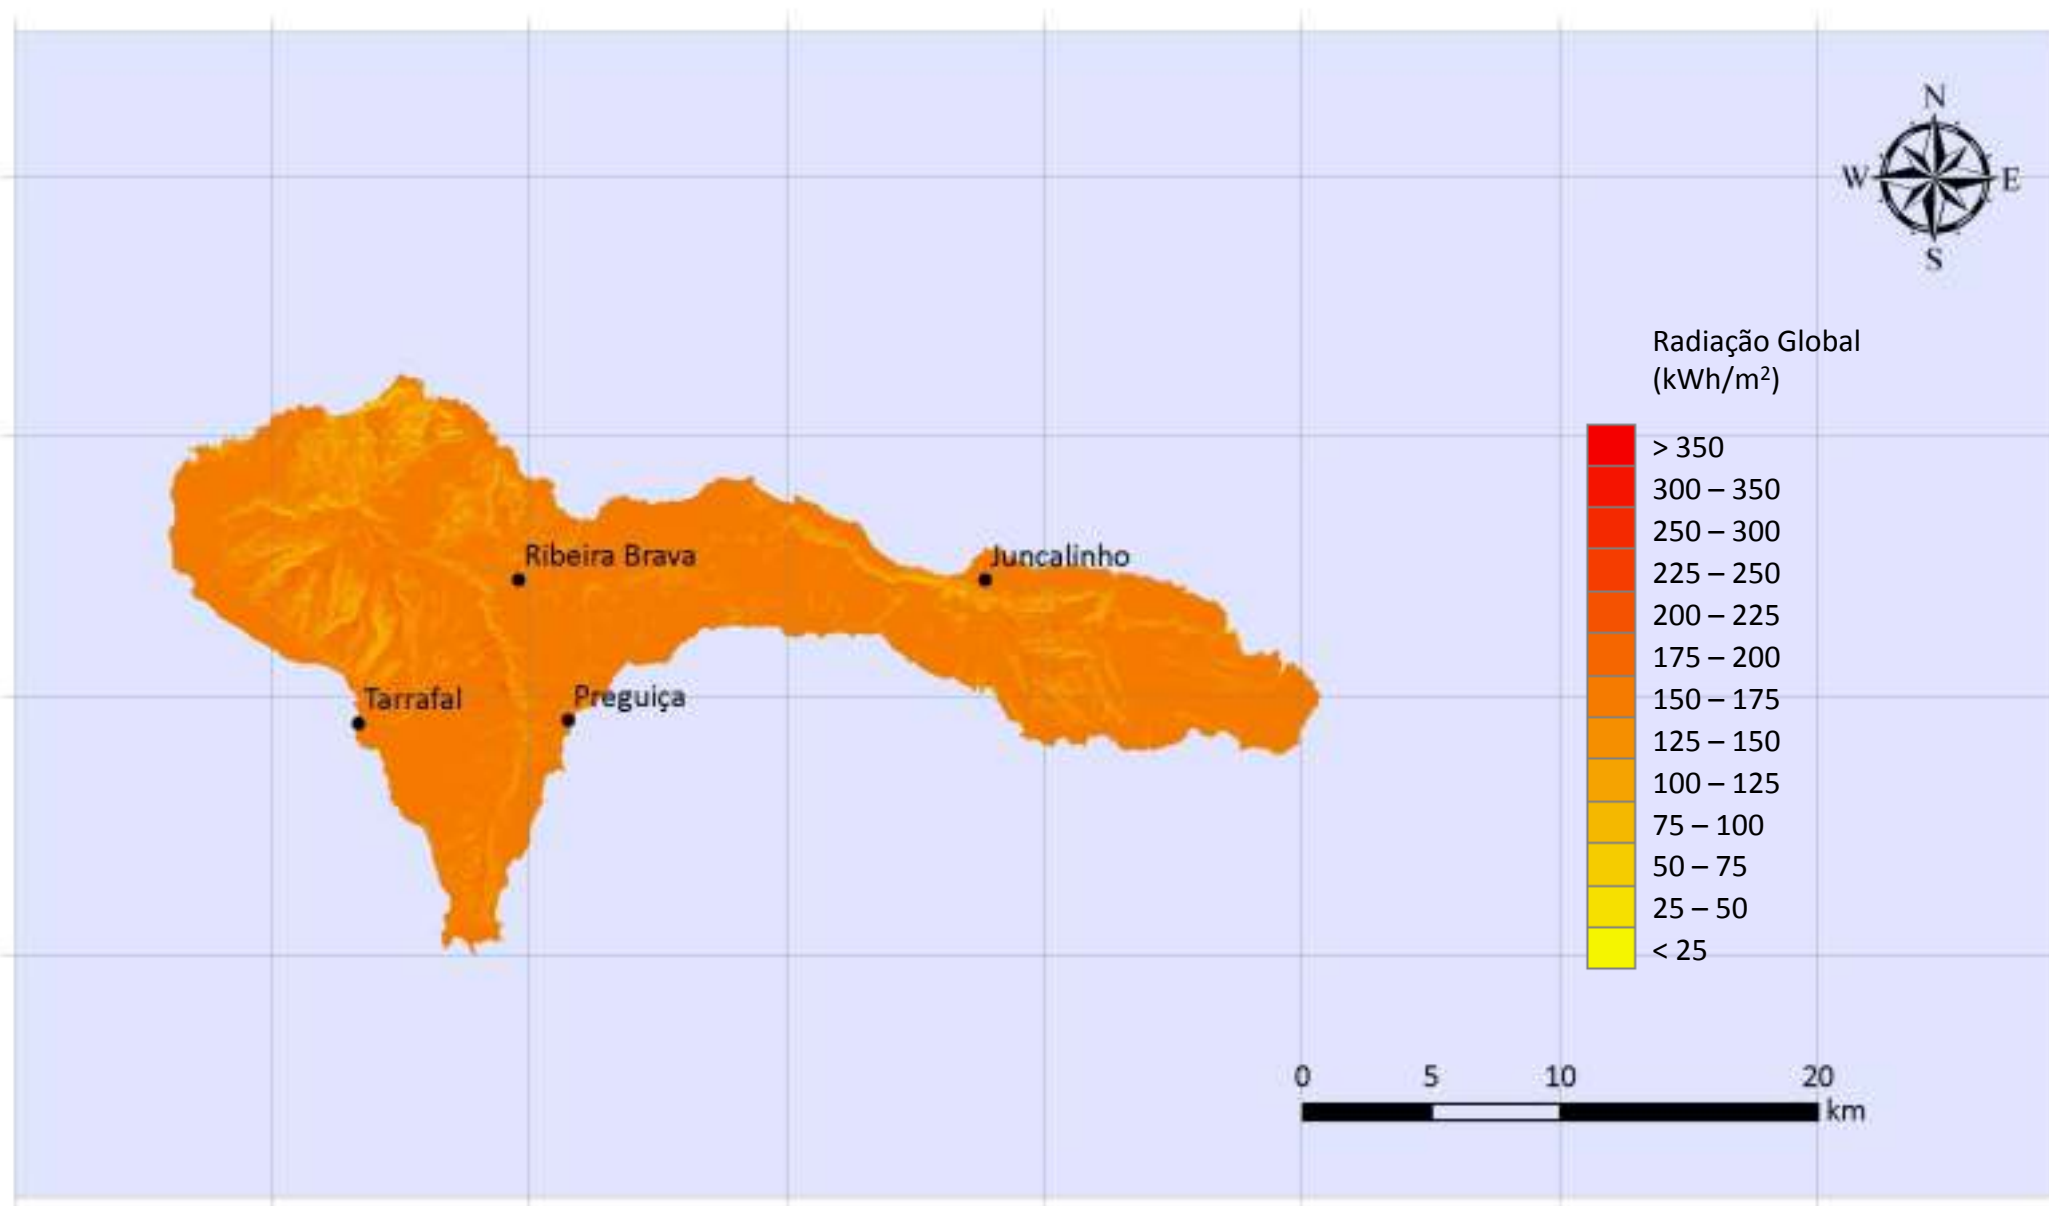 N
W E
S
Radiação Global
(kWh/m²)
> 350
300 – 350
250 – 300
225 – 250
200 – 225
175 – 200
150 – 175
125 – 150
100 – 125
75 – 100
50 – 75
25 – 50
< 25
Ribeira Brava
Juncalinho
Tarrafal
Preguiça
0 5 10 20
km